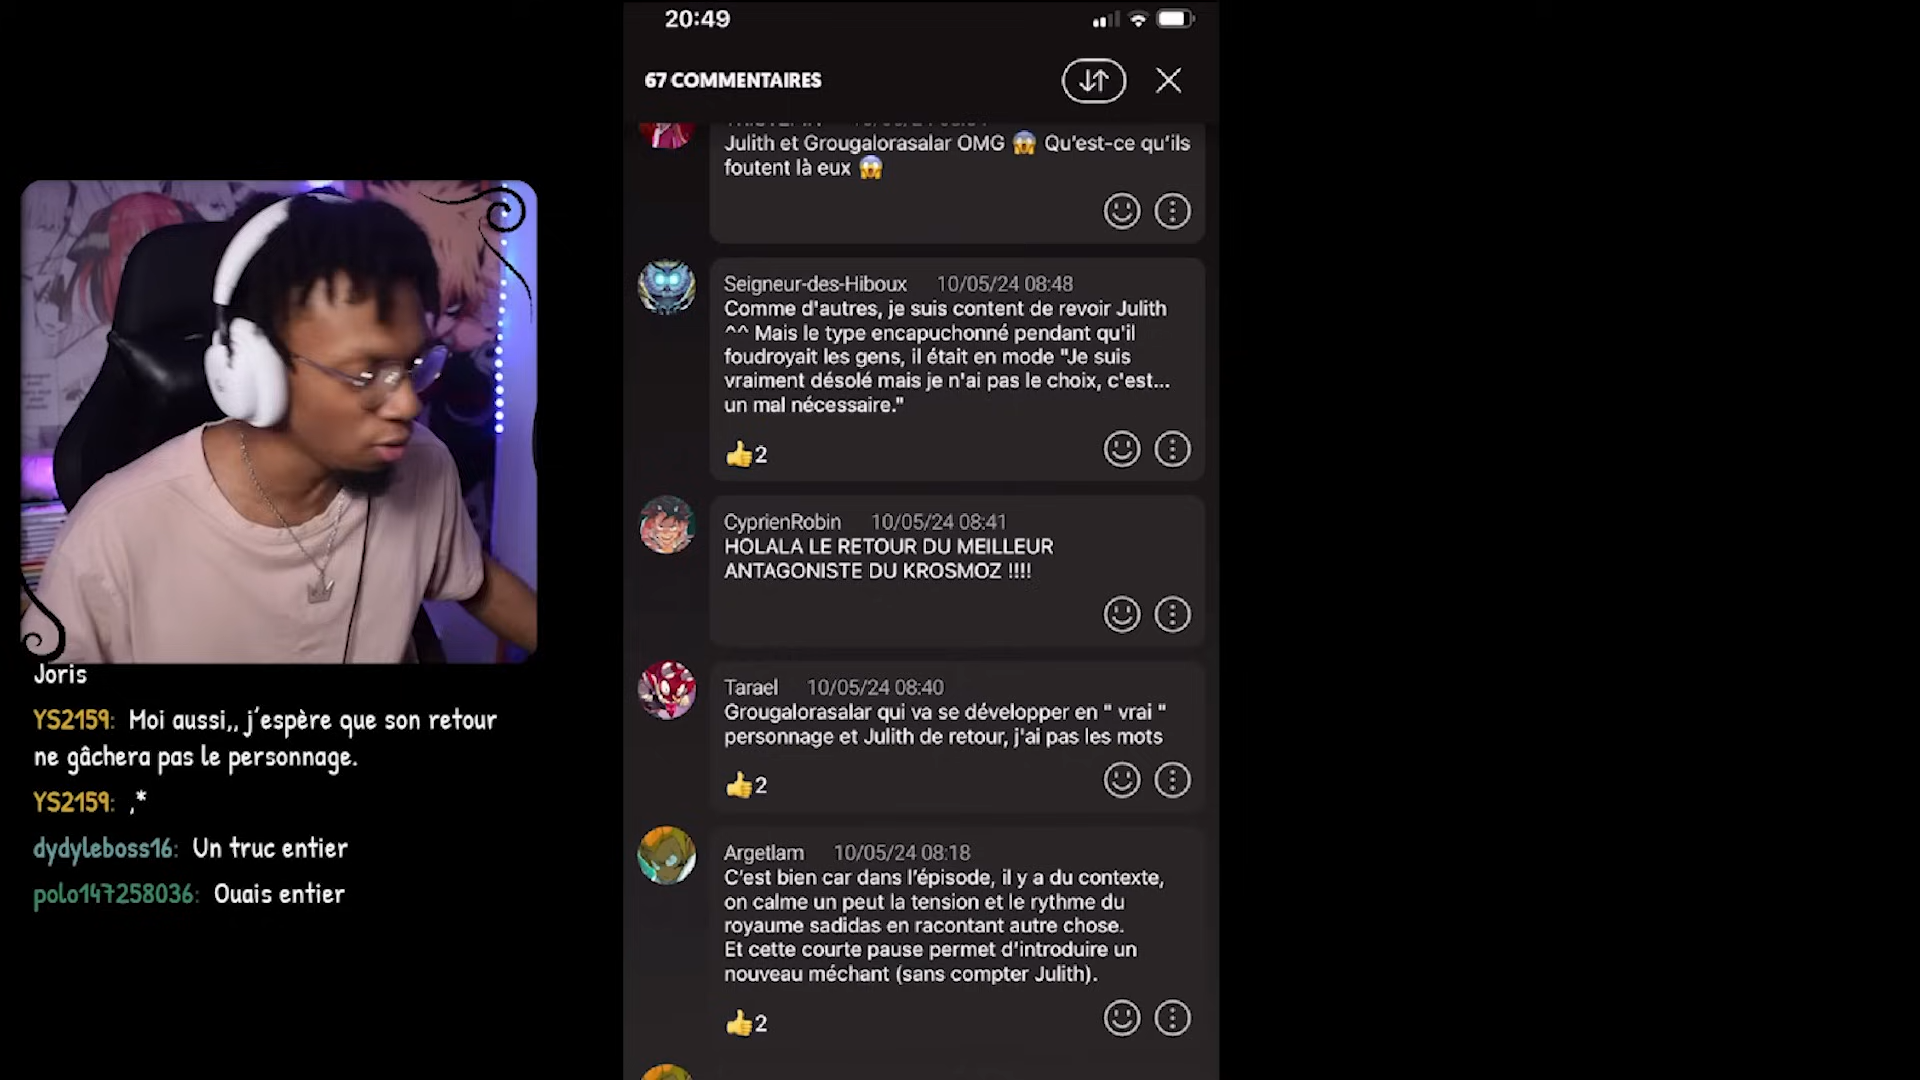 20:49
67 COMMENTAIRES
Julith et Grougalorasalar OMG 😱 Qu'est-ce qu'ils
foutent là eux 😱
Seigneur-des-Hiboux 10/05/24 08:48
Comme d'autres, je suis content de revoir Julith
^^ Mais le type encapuchonné pendant qu'il
foudroyait les gens, il était en mode "Je suis
vraiment désolé mais je n'ai pas le choix, c'est...
un mal nécessaire."
👍2
CyprienRobin 10/05/24 08:41
HOLALA LE RETOUR DU MEILLEUR
ANTAGONISTE DU KROSMOZ !!!!
Tarael 10/05/24 08:40
Grougalorasalar qui va se développer en " vrai "
personnage et Julith de retour, j'ai pas les mots
👍2
Argetlam 10/05/24 08:18
C'est bien car dans l'épisode, il y a du contexte,
on calme un peut la tension et le rythme du
royaume sadidas en racontant autre chose.
Et cette courte pause permet d'introduire un
nouveau méchant (sans compter Julith).
👍2
Joris
YS2159: Moi aussi,, j'espère que son retour
ne gâchera pas le personnage.
YS2159: ,*
dydyleboss16: Un truc entier
polo147258036: Ouais entier